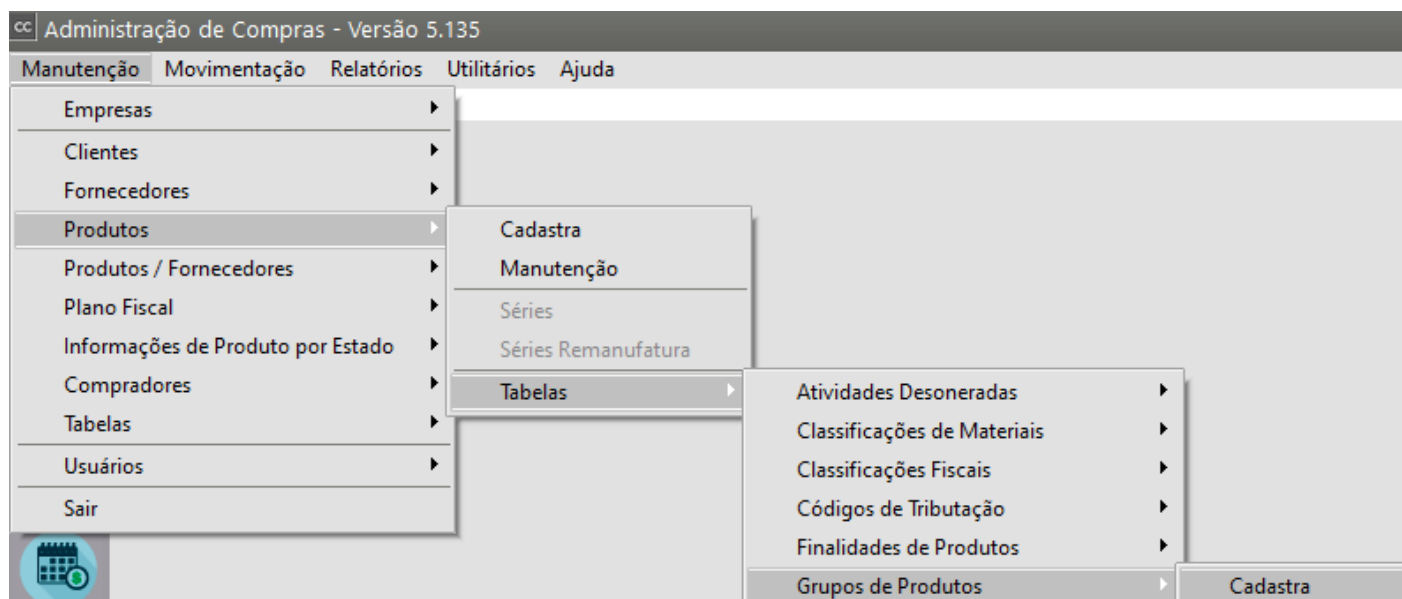 cc Administração de Compras - Versão 5.135
Manutenção Movimentação Relatórios Utilitários Ajuda
Empresas
Clientes
Fornecedores
Produtos
Produtos / Fornecedores
Plano Fiscal
Informações de Produto por Estado
Compradores
Tabelas
Usuários
Sair
Cadastra
Manutenção
Séries
Séries Remanufatura
Tabelas
Atividades Desoneradas
Classificações de Materiais
Classificações Fiscais
Códigos de Tributação
Finalidades de Produtos
Grupos de Produtos
Cadastra